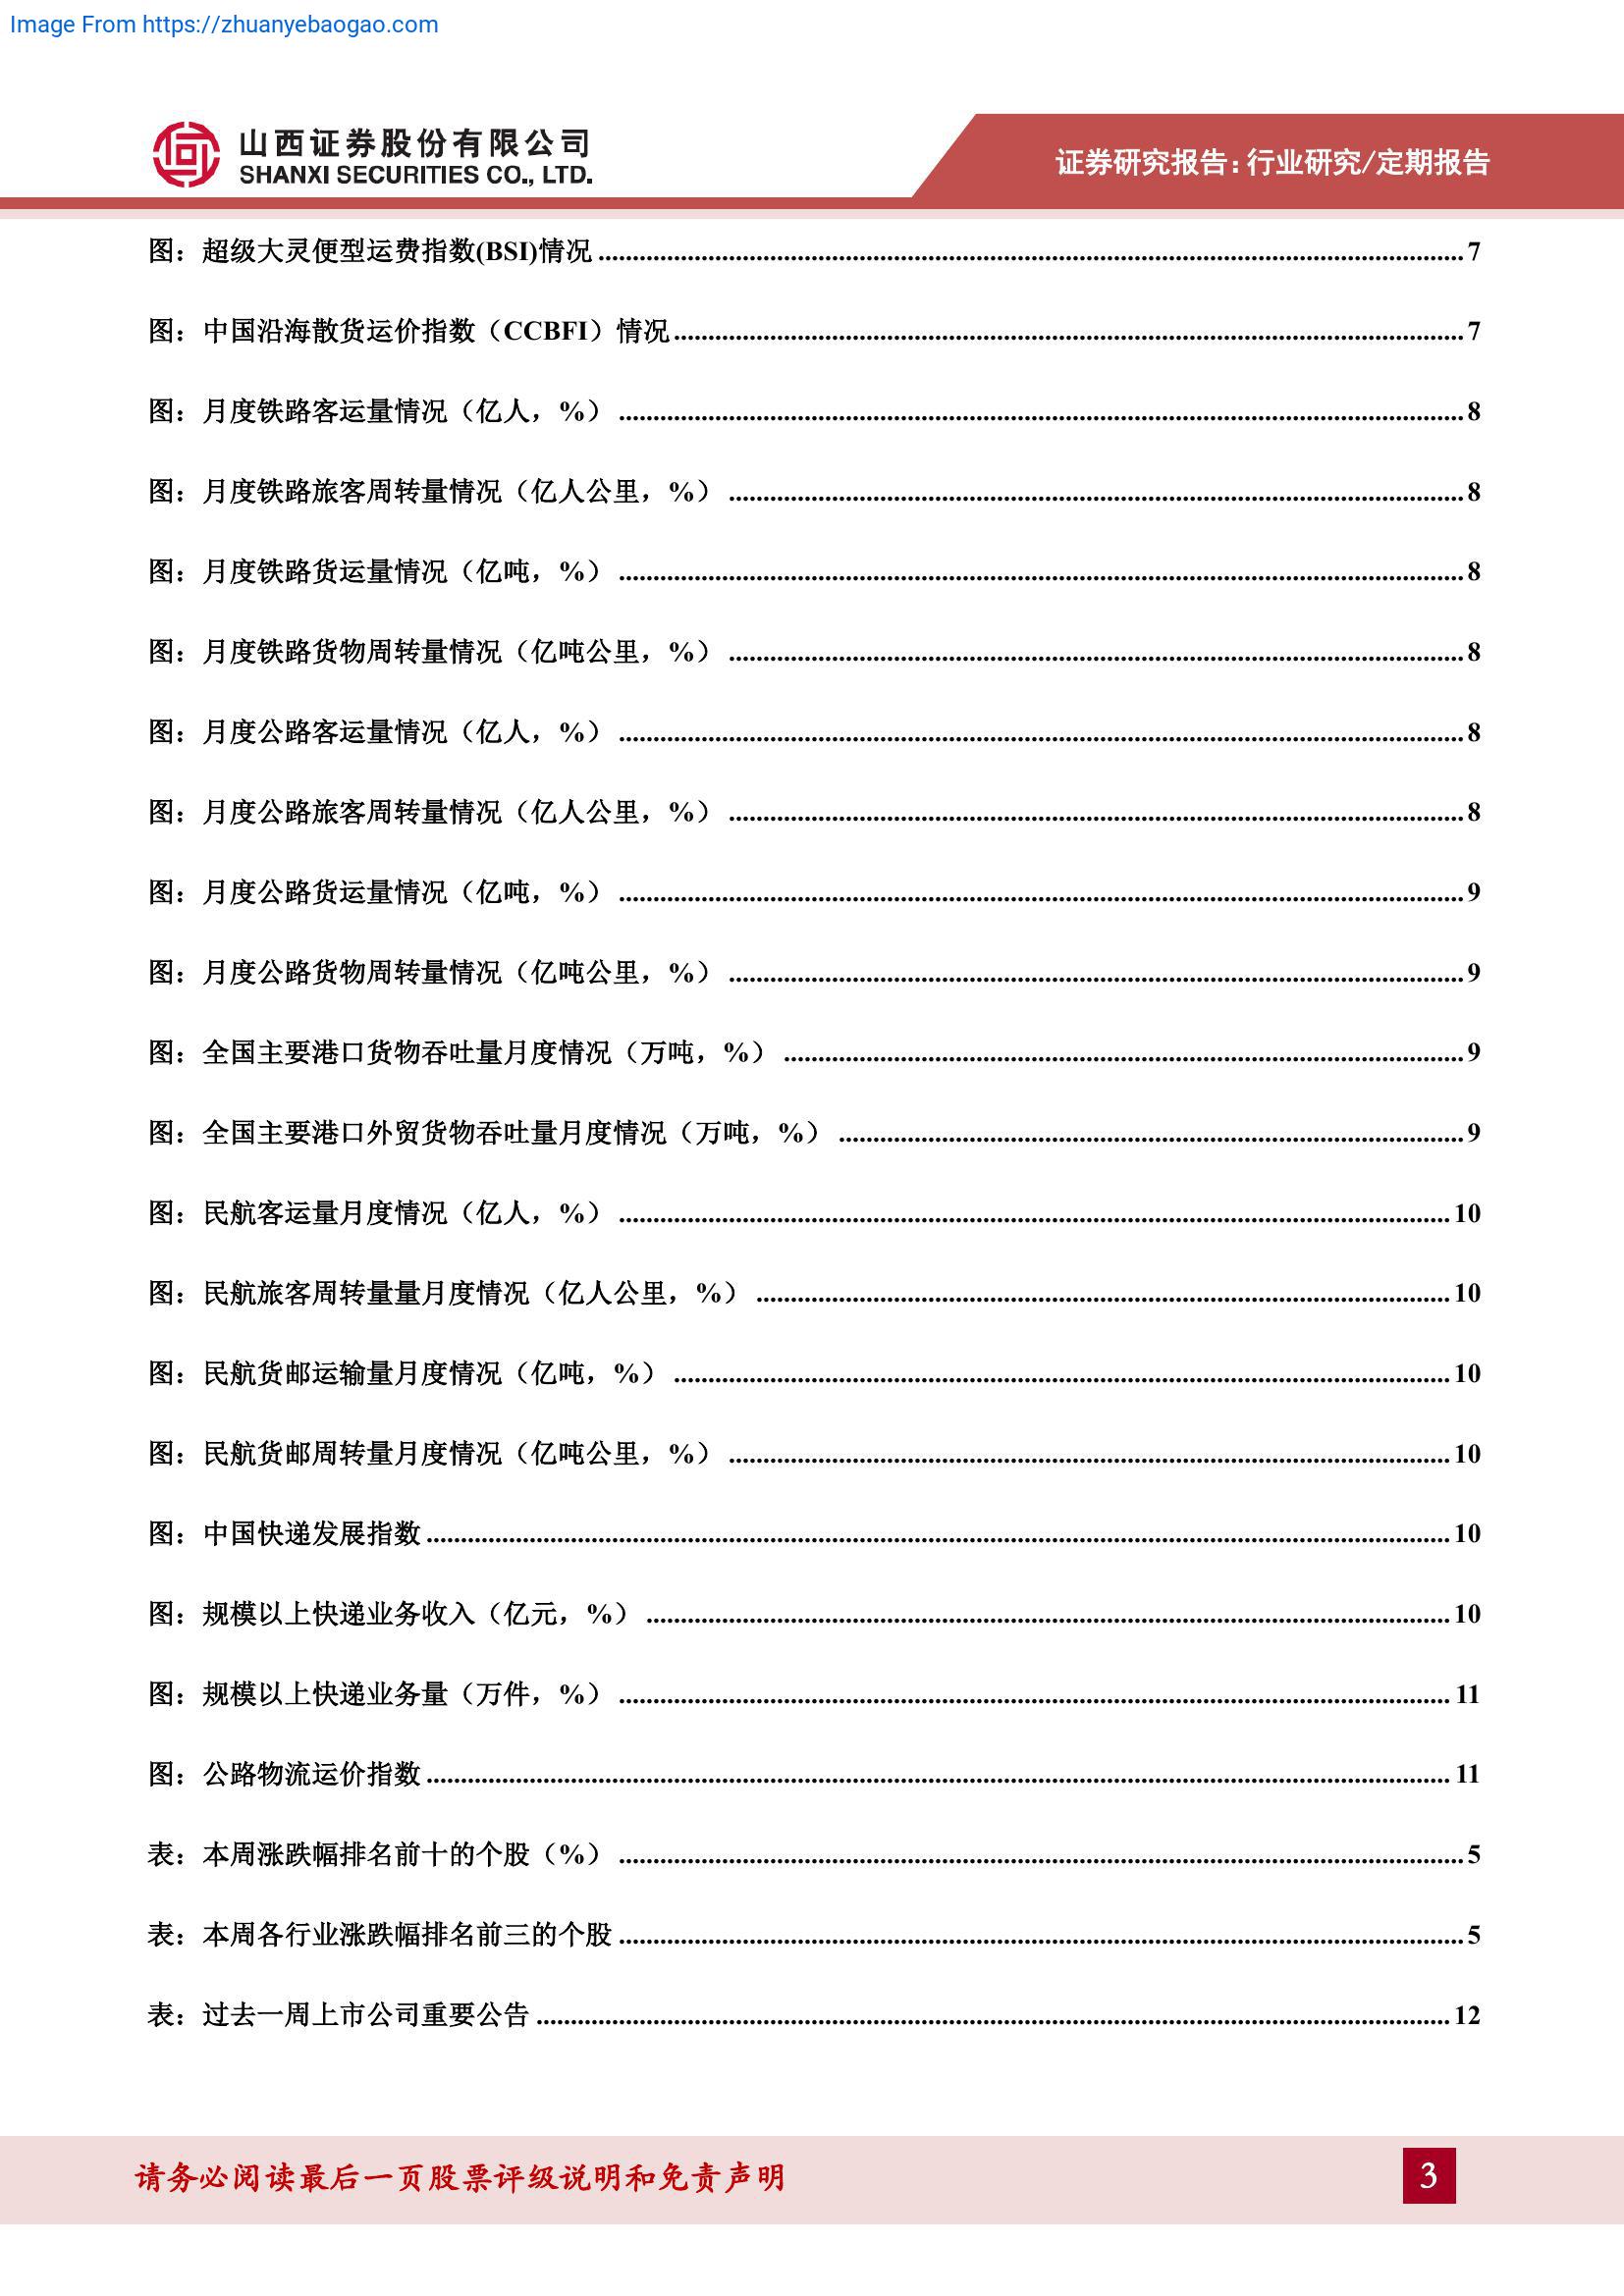 Image From https://zhuanyebaogao.com
山西证券股份有限公司
SHANXI SECURITIES CO., LTD.
证券研究报告：行业研究/定期报告
图：超级大灵便型运费指数(BSI)情况 7
图：中国沿海散货运价指数（CCBFI）情况 7
图：月度铁路客运量情况（亿人，%） 8
图：月度铁路旅客周转量情况（亿人公里，%） 8
图：月度铁路货运量情况（亿吨，%） 8
图：月度铁路货物周转量情况（亿吨公里，%） 8
图：月度公路客运量情况（亿人，%） 8
图：月度公路旅客周转量情况（亿人公里，%） 8
图：月度公路货运量情况（亿吨，%） 9
图：月度公路货物周转量情况（亿吨公里，%） 9
图：全国主要港口货物吞吐量月度情况（万吨，%） 9
图：全国主要港口外贸货物吞吐量月度情况（万吨，%） 9
图：民航客运量月度情况（亿人，%） 10
图：民航旅客周转量量月度情况（亿人公里，%） 10
图：民航货邮运输量月度情况（亿吨，%） 10
图：民航货邮周转量月度情况（亿吨公里，%） 10
图：中国快递发展指数 10
图：规模以上快递业务收入（亿元，%） 10
图：规模以上快递业务量（万件，%） 11
图：公路物流运价指数 11
表：本周涨跌幅排名前十的个股（%） 5
表：本周各行业涨跌幅排名前三的个股 5
表：过去一周上市公司重要公告 12
请务必阅读最后一页股票评级说明和免责声明
3